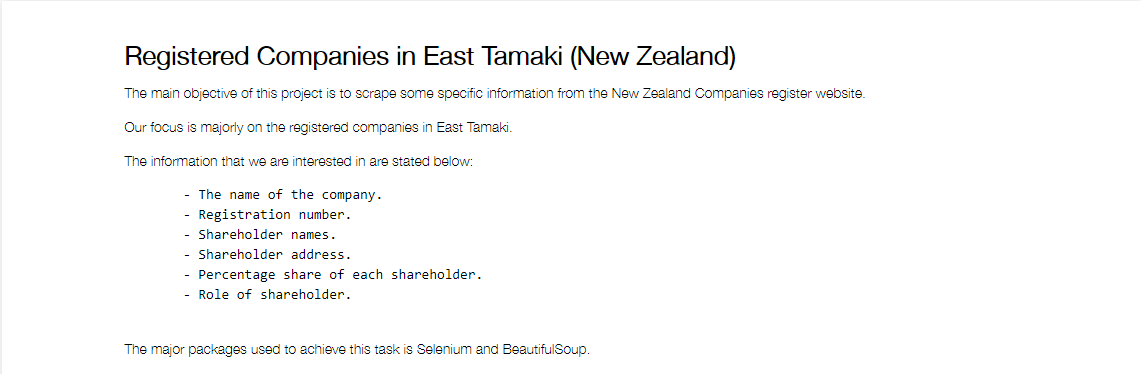 Registered Companies in East Tamaki (New Zealand)
The main objective of this project is to scrape some specific information from the New Zealand Companies register website.
Our focus is majorly on the registered companies in East Tamaki.
The information that we are interested in are stated below:
- The name of the company.
- Registration number.
- Shareholder names.
- Shareholder address.
- Percentage share of each shareholder.
- Role of shareholder.
The major packages used to achieve this task is Selenium and BeautifulSoup.